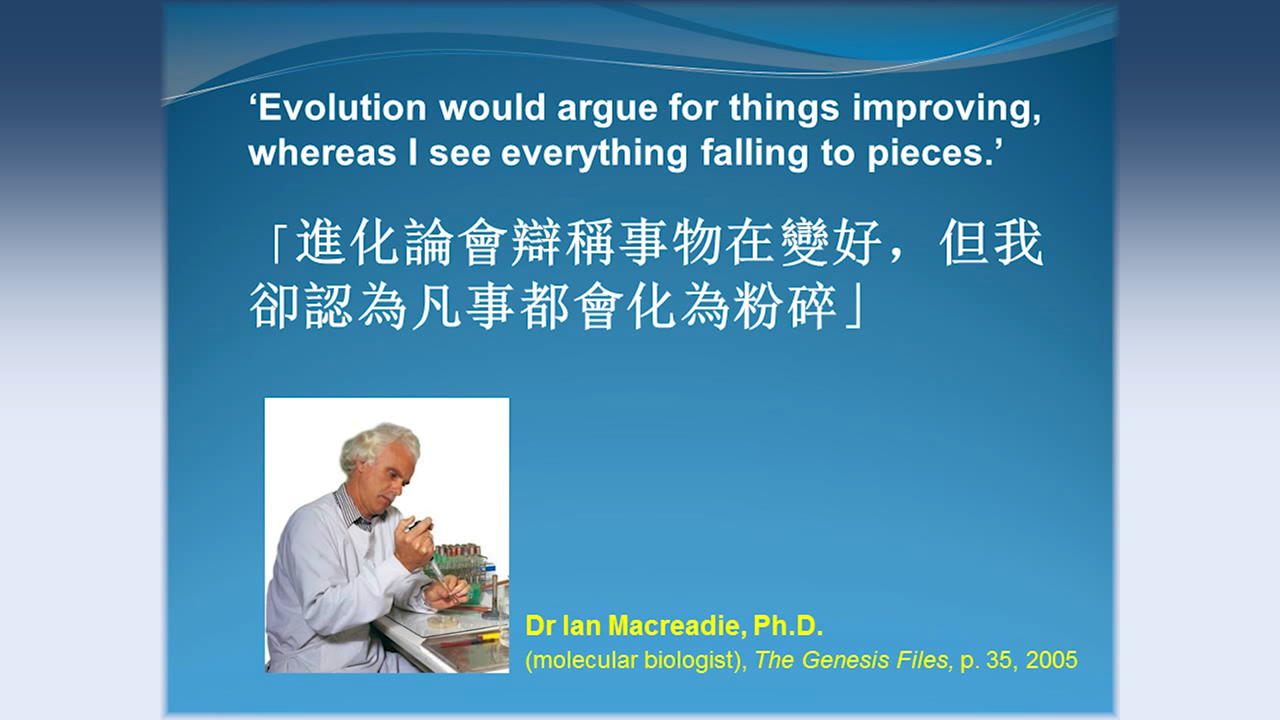 ‘Evolution would argue for things improving,
whereas I see everything falling to pieces.’
「進化論會辯稱事物在變好，但我
卻認為凡事都會化為粉碎」
Dr Ian Macreadie, Ph.D.
(molecular biologist), The Genesis Files, p. 35, 2005